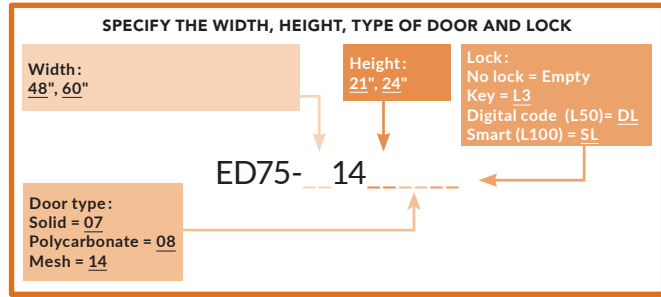 SPECIFY THE WIDTH, HEIGHT, TYPE OF DOOR AND LOCK
Width:
48", 60"
Height:
21", 24"
Lock:
No lock = Empty
Key = L3
Digital code (L50)= DL
Smart (L100) = SL
ED75-__14______
Door type:
Solid = 07
Polycarbonate = 08
Mesh = 14